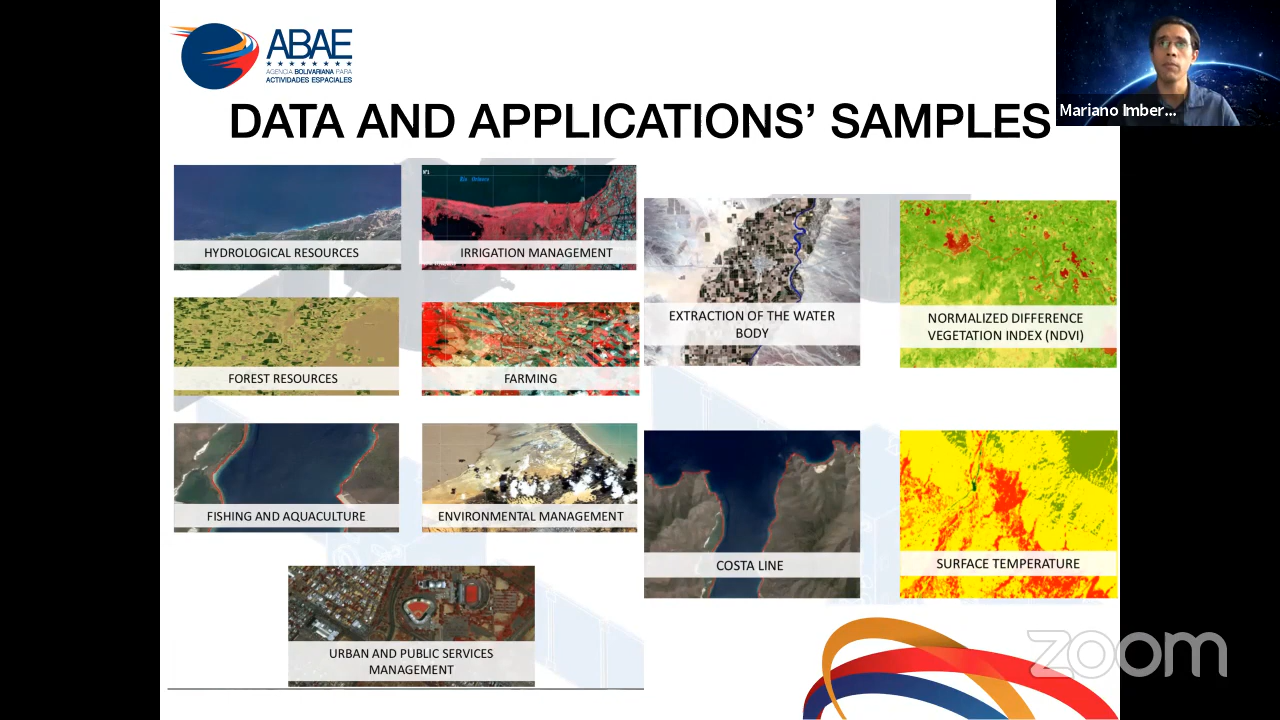 ABAE
AGENCIA BOLIVARIANA PARA
ACTIVIDADES ESPACIALES
Mariano Imber...
DATA AND APPLICATIONS’ SAMPLES
HYDROLOGICAL RESOURCES
IRRIGATION MANAGEMENT
EXTRACTION OF THE WATER
BODY
NORMALIZED DIFFERENCE
VEGETATION INDEX (NDVI)
FOREST RESOURCES
FARMING
FISHING AND AQUACULTURE
ENVIRONMENTAL MANAGEMENT
COSTA LINE
SURFACE TEMPERATURE
URBAN AND PUBLIC SERVICES
MANAGEMENT
zoom